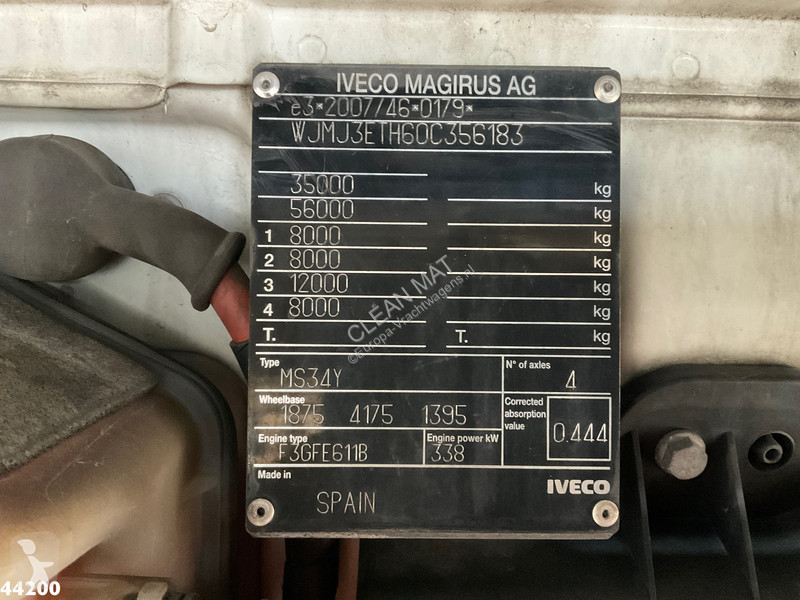 IVECO MAGIRUS AG
e3*2007/46*0179*
WJMJ3ETH60C356183
35000 kg
56000 kg
1 8000 kg
2 8000 kg
3 12000 kg
4 8000 kg
T. T. kg
Type
MS34Y
N° of axles
4
Wheelbase
1875 4175 1395
Corrected
absorption
value
0.444
Engine type
F3GFE611B
Engine power kW
338
Made in
SPAIN
IVECO
CLEAN MAT
©Europa-Vrachtwagens.nl
44200